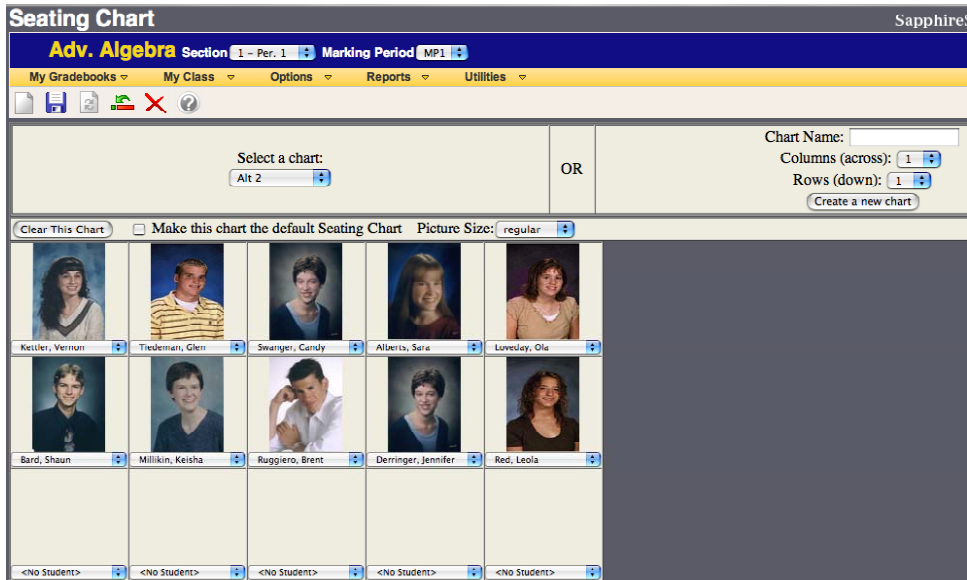 Seating Chart
Sapphire
Adv. Algebra Section 1 - Per. 1 Marking Period MP1
My Gradebooks My Class Options Reports Utilities
Select a chart:
Alt 2
OR
Chart Name:
Columns (across): 1
Rows (down): 1
Create a new chart
Clear This Chart Make this chart the default Seating Chart Picture Size: regular
Kettler, Vernon Tiedeman, Glen Swanger, Candy Alberts, Sara Loveday, Ola
Bard, Shaun Millikin, Keisha Ruggiero, Brent Derringer, Jennifer Red, Leola
<No Student> <No Student> <No Student> <No Student> <No Student>